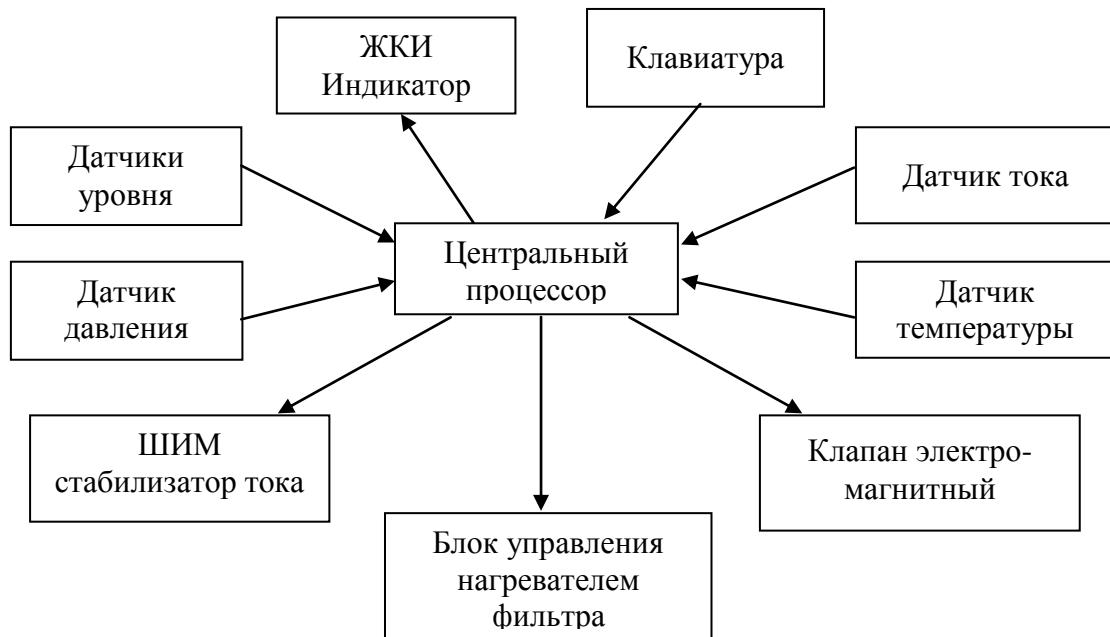 ЖКИ
Индикатор
Клавиатура
Датчики
уровня
Датчик тока
Центральный
процессор
Датчик
давления
Датчик
температуры
ШИМ
стабилизатор тока
Клапан электро-
магнитный
Блок управления
нагревателем
фильтра